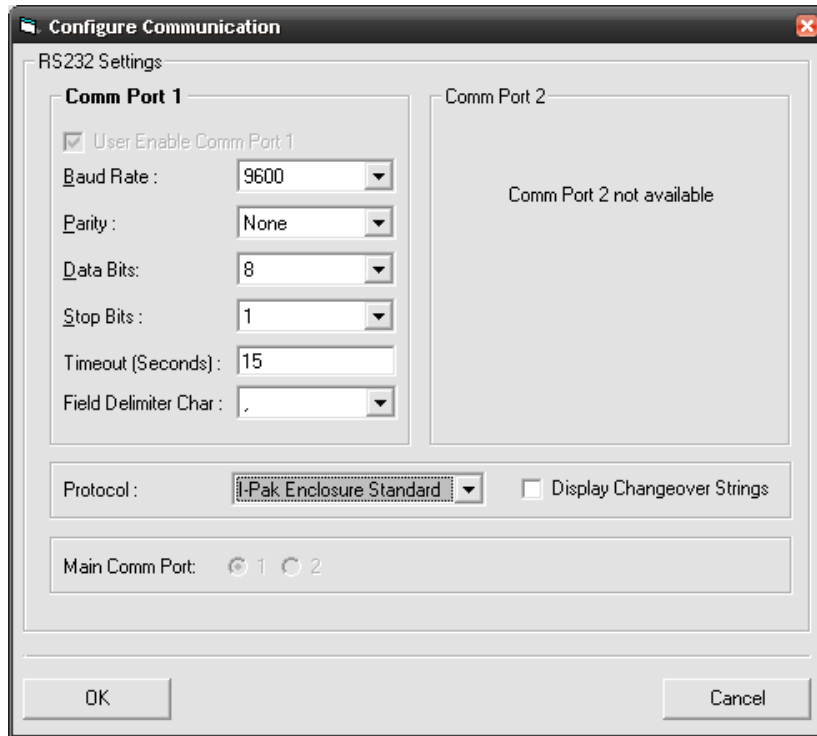 Configure Communication
RS232 Settings
Comm Port 1
User Enable Comm Port 1
Baud Rate : 9600
Parity : None
Data Bits: 8
Stop Bits : 1
Timeout (Seconds) : 15
Field Delimiter Char : ,
Comm Port 2
Comm Port 2 not available
Protocol : I-Pak Enclosure Standard Display Changeover Strings
Main Comm Port: 1 2
OK Cancel